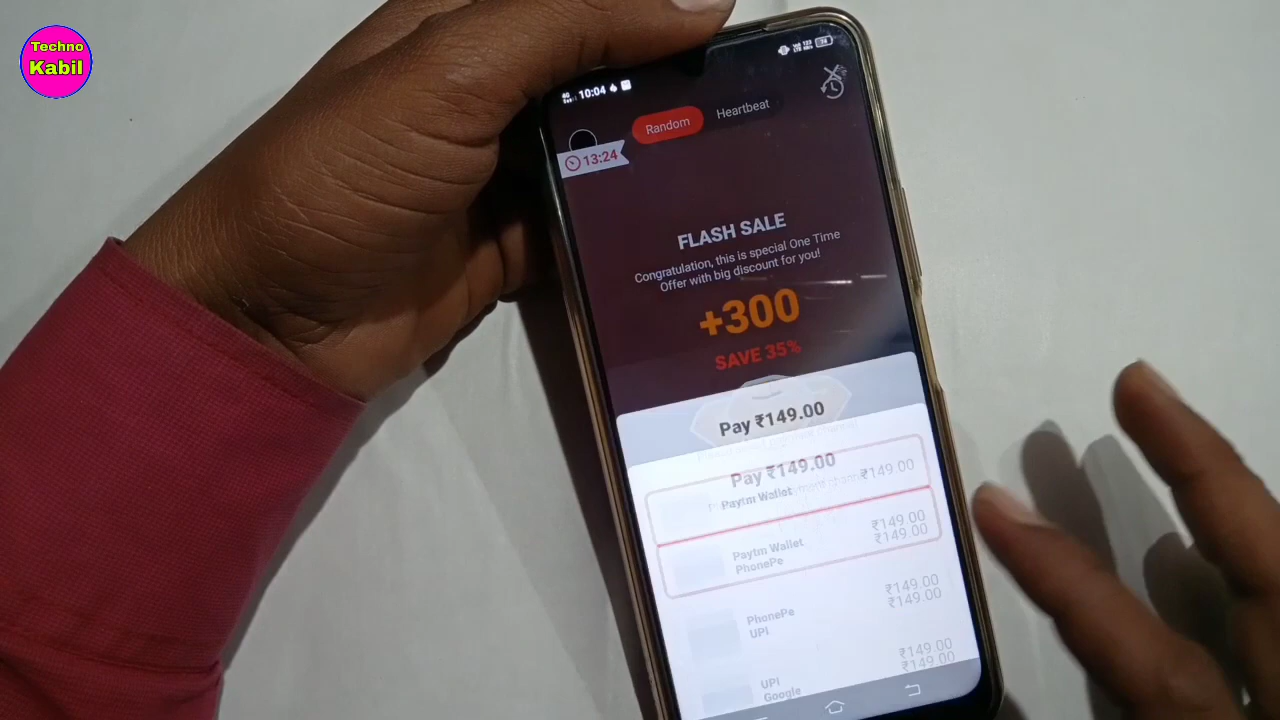 Techno
Kabil
10:04
Random
Heartbeat
13:24
FLASH SALE
Congratulation, this is special One Time
Offer with big discount for you!
+300
SAVE 35%
Pay ₹149.00
Pay ₹149.00
₹149.00
Paytm Wallet
₹149.00
₹149.00
Paytm Wallet
PhonePe
₹149.00
₹149.00
PhonePe
UPI
₹149.00
₹149.00
UPI
Google